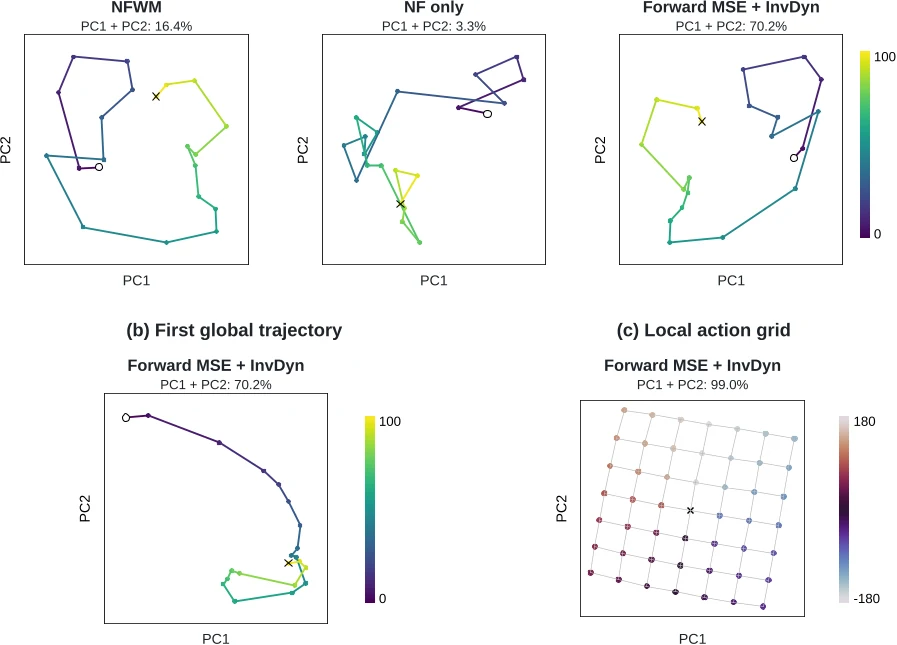 NFWM
PC1 + PC2: 16.4%
PC2
PC1
NF only
PC1 + PC2: 3.3%
PC2
PC1
Forward MSE + InvDyn
PC1 + PC2: 70.2%
PC2
PC1
100
0
(b) First global trajectory
Forward MSE + InvDyn
PC1 + PC2: 70.2%
PC2
PC1
100
0
(c) Local action grid
Forward MSE + InvDyn
PC1 + PC2: 99.0%
PC2
PC1
180
-180